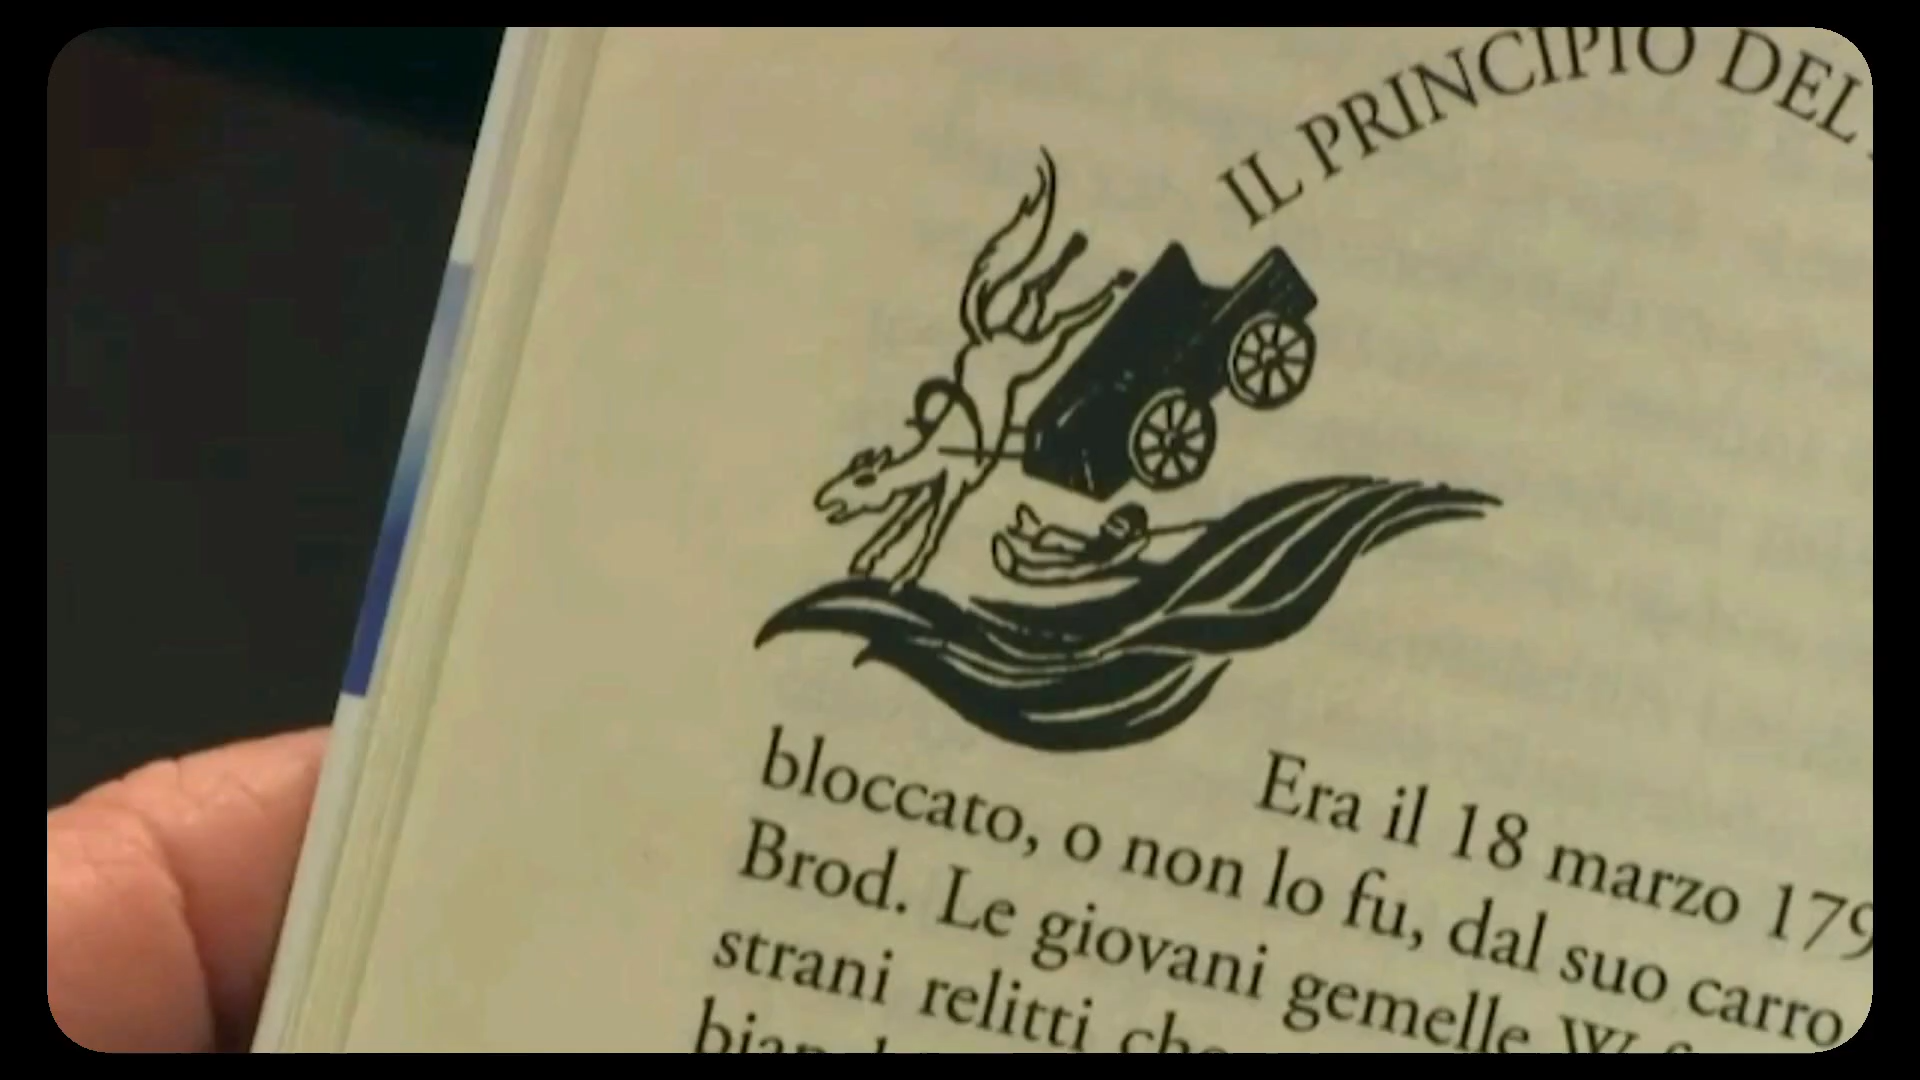 IL PRINCIPIO DEL
Era il 18 marzo 179
bloccato, o non lo fu, dal suo carro
Brod. Le giovani gemelle W
strani relitti che